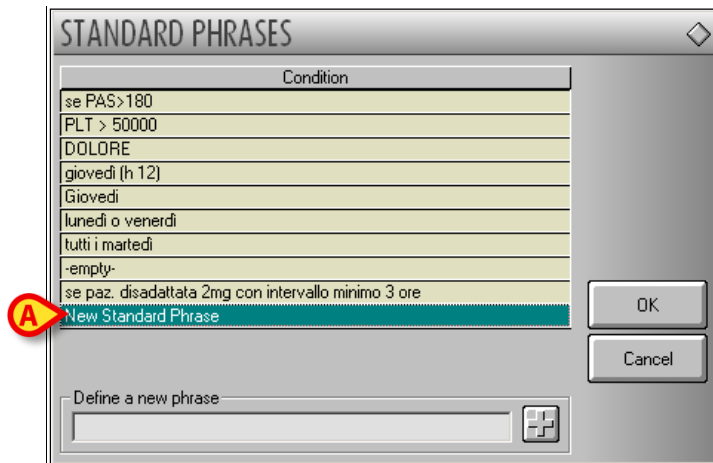 STANDARD PHRASES
Condition
se PAS>180
PLT > 50000
DOLORE
giovedì (h 12)
Giovedi
lunedì o venerdì
tutti i martedì
-empty-
se paz. disadattata 2mg con intervallo minimo 3 ore
A New Standard Phrase
OK
Cancel
Define a new phrase